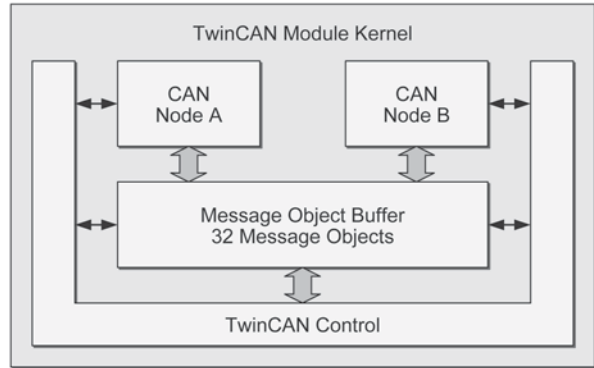 TwinCAN Module Kernel
CAN
Node A
CAN
Node B
Message Object Buffer
32 Message Objects
TwinCAN Control